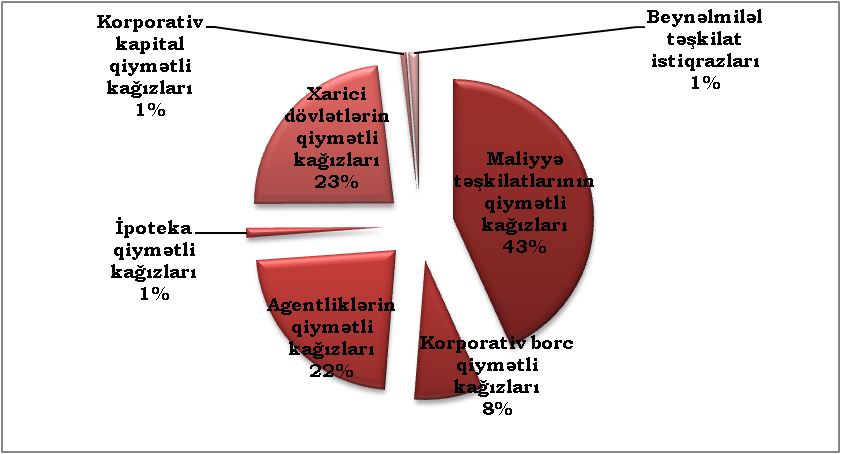 Korporativ
kapital
qiymətli
kağızları
1%
Beynəlmiləl
təşkilat
istiqrazları
1%
Xarici
dövlətlərin
qiymətli
kağızları
23%
Maliyyə
təşkilatlarının
qiymətli
kağızları
43%
İpoteka
qiymətli
kağızları
1%
Agentliklərin
qiymətli
kağızları
22%
Korporativ borc
qiymətli
kağızları
8%